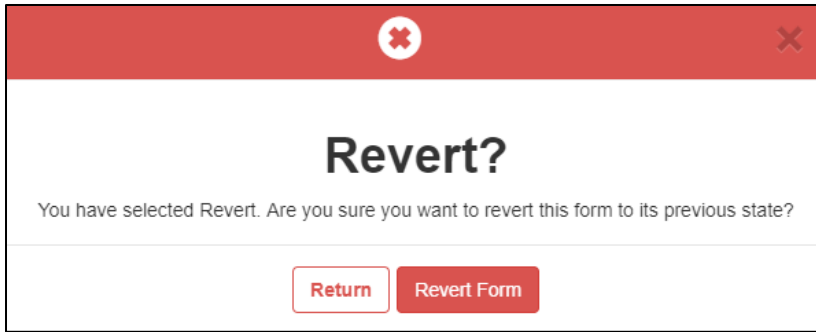 Revert?
You have selected Revert. Are you sure you want to revert this form to its previous state?
Return Revert Form